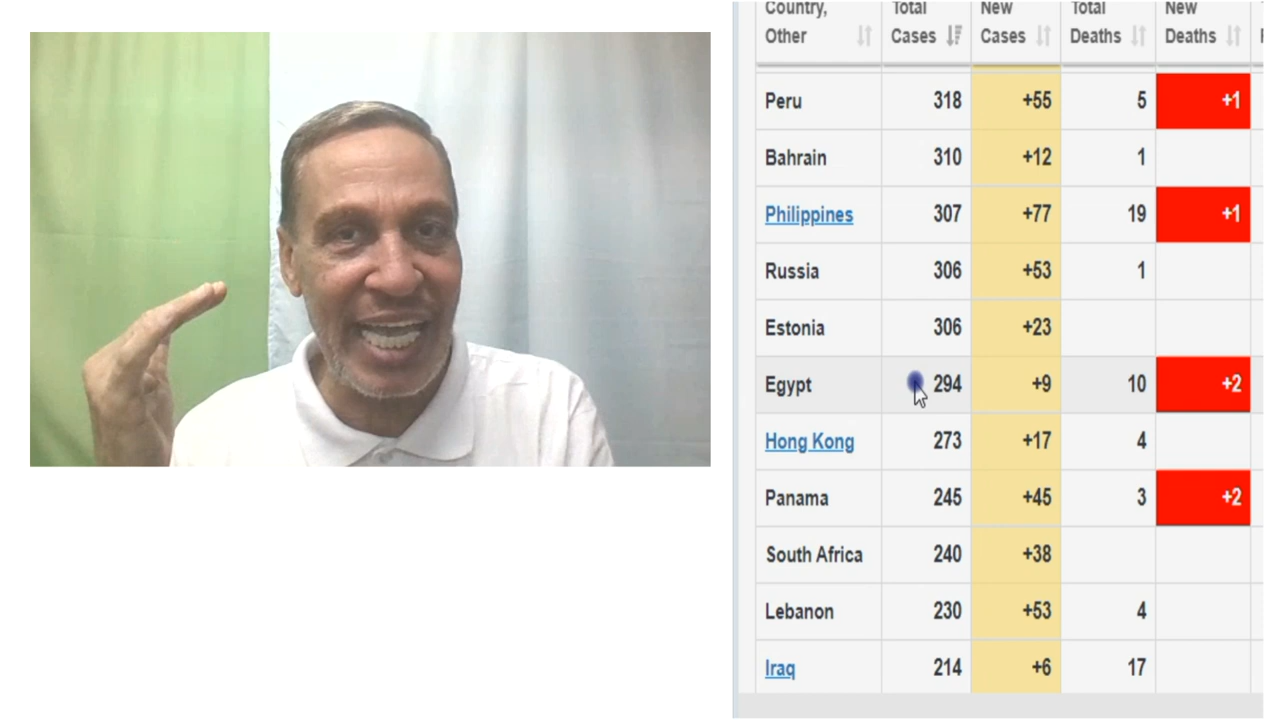 Country, Other Total Cases New Cases Total Deaths New Deaths
Peru 318 +55 5 +1
Bahrain 310 +12 1
Philippines 307 +77 19 +1
Russia 306 +53 1
Estonia 306 +23
Egypt 294 +9 10 +2
Hong Kong 273 +17 4
Panama 245 +45 3 +2
South Africa 240 +38
Lebanon 230 +53 4
Iraq 214 +6 17